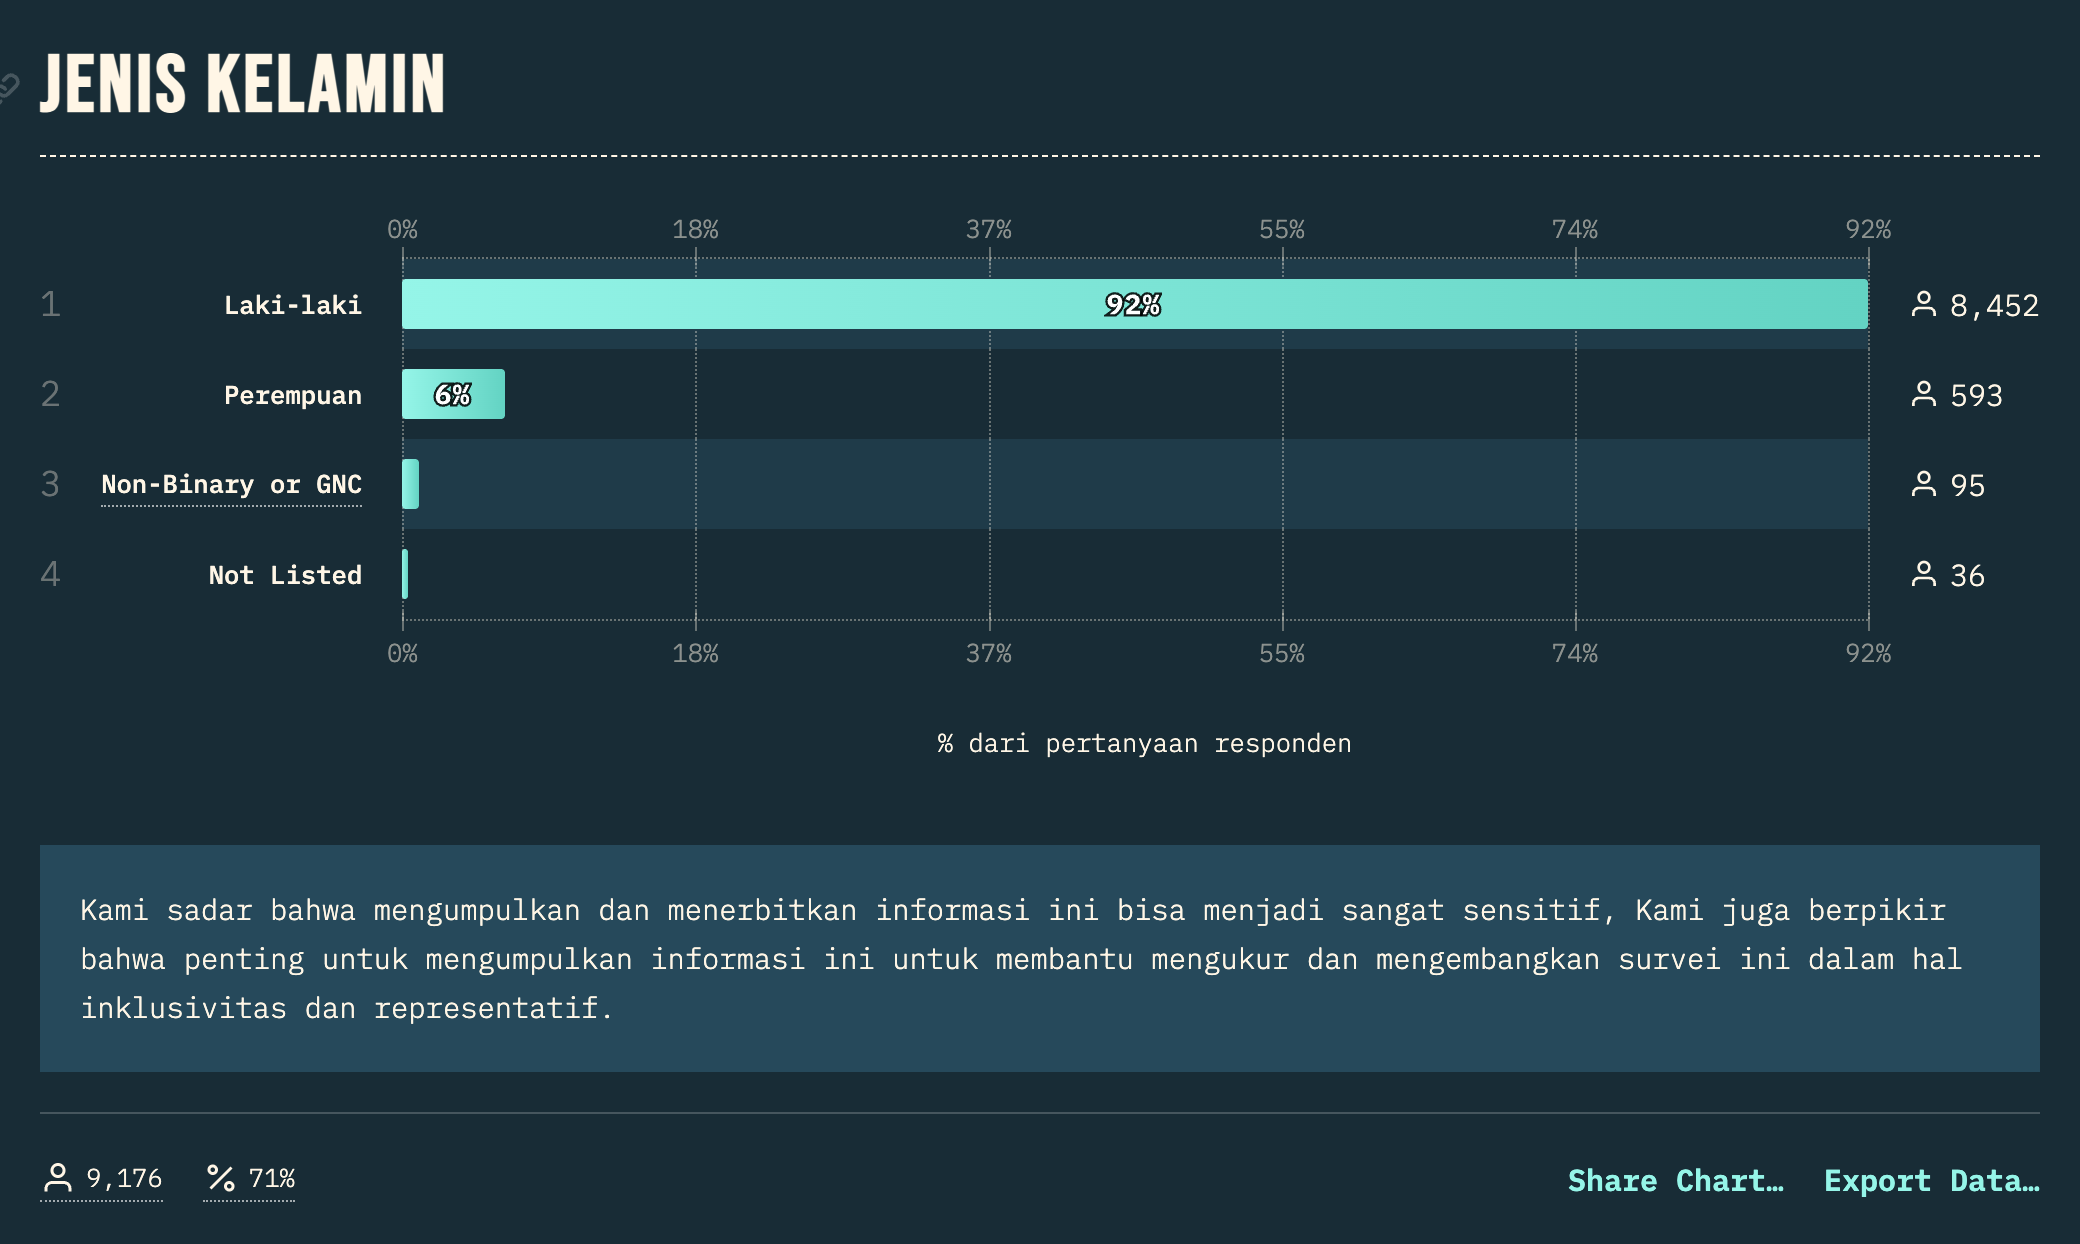 JENIS KELAMIN
0% 18% 37% 55% 74% 92%
1 Laki-laki 92% 8,452
2 Perempuan 6% 593
3 Non-Binary or GNC 95
4 Not Listed 36
0% 18% 37% 55% 74% 92%
% dari pertanyaan responden
Kami sadar bahwa mengumpulkan dan menerbitkan informasi ini bisa menjadi sangat sensitif, Kami juga berpikir
bahwa penting untuk mengumpulkan informasi ini untuk membantu mengukur dan mengembangkan survei ini dalam hal
inklusivitas dan representatif.
9,176 71% Share Chart… Export Data…